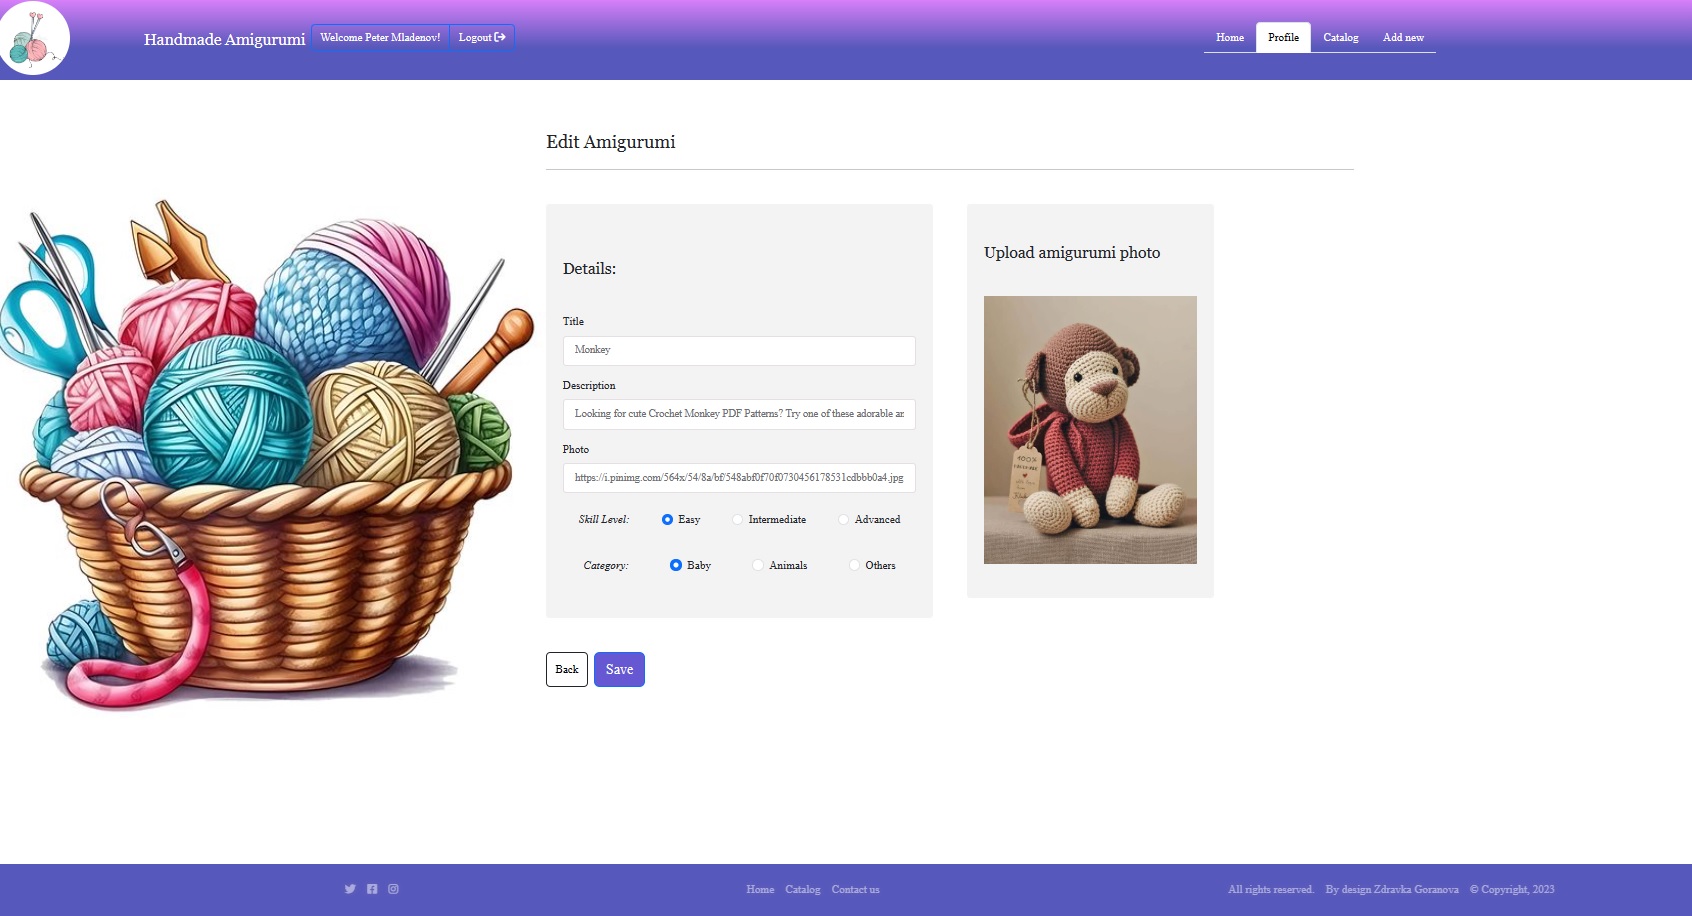 Handmade Amigurumi
Welcome Peter Mladenov!
Logout
Home
Profile
Catalog
Add new
Edit Amigurumi
Details:
Title
Monkey
Description
Looking for cute Crochet Monkey PDF Patterns? Try one of these adorable
Photo
https://i.pinimg.com/564x/54/8a/bf/548abf0f70f0730456178531cdbbb0a4.jpg
Skill Level:
Easy
Intermediate
Advanced
Category:
Baby
Animals
Others
Upload amigurumi photo
100%
Back
Save
Home
Catalog
Contact us
All rights reserved.
By design Zdravka Goranova
© Copyright, 2023